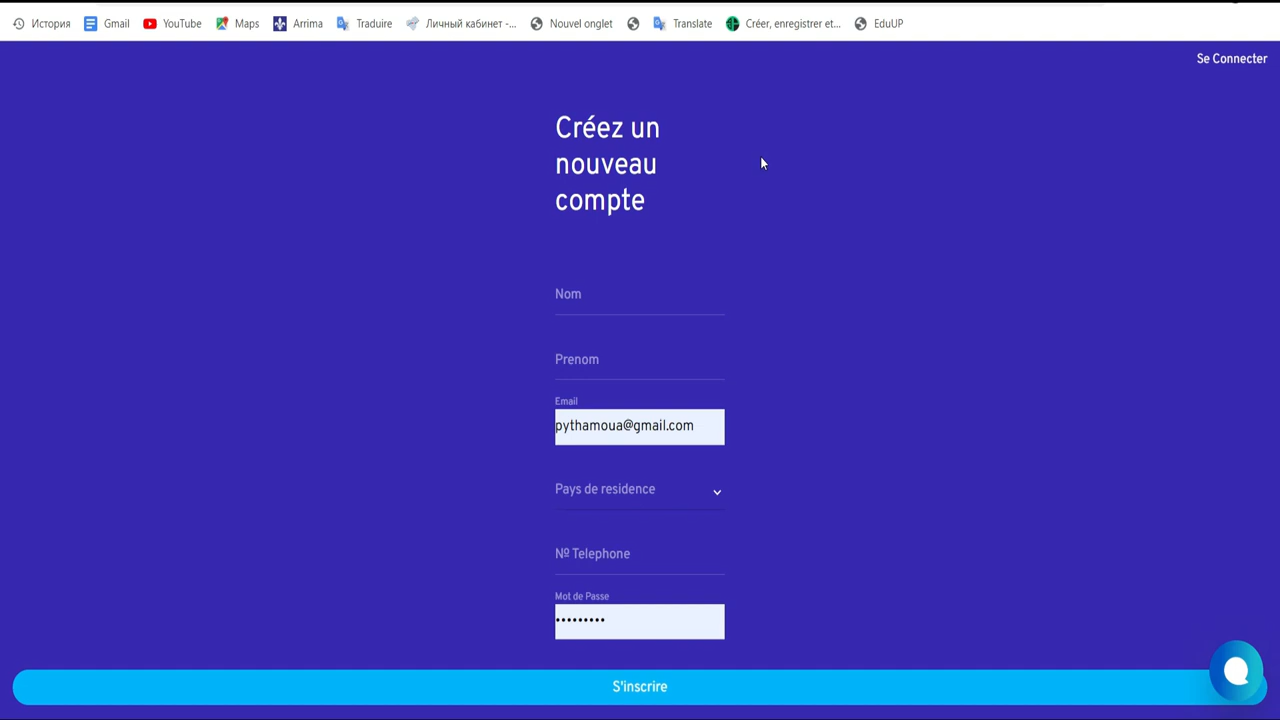 История Gmail YouTube Maps Arrima Traduire Личный кабинет -... Nouvel onglet Translate Créer, enregistrer et... EduUP
Se Connecter
Créez un
nouveau
compte
Nom
Prenom
Email
pythamoua@gmail.com
Pays de residence
Nº Telephone
Mot de Passe
•••••••••
S'inscrire